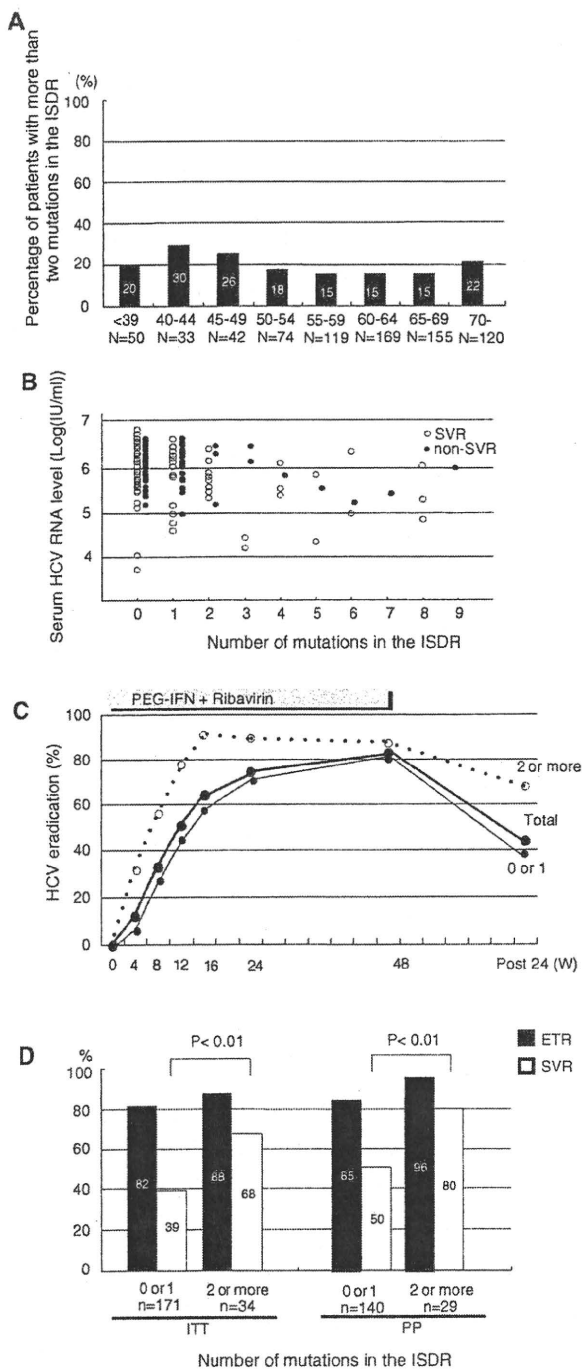 A
Percentage of patients with more than
two mutations in the ISDR
(%)
100
80
60
40
20
0
20
30
26
18
15
15
15
22
<39 40-44 45-49 50-54 55-59 60-64 65-69 70-
N=50 N=33 N=42 N=74 N=119 N=169 N=155 N=120
B
Serum HCV RNA level (Log(IU/ml))
7
6
5
4
SVR
non-SVR
0 1 2 3 4 5 6 7 8 9
Number of mutations in the ISDR
C
PEG-IFN + Ribavirin
HCV eradication (%)
100
80
60
40
20
0
2 or more
Total
0 or 1
0 4 8 12 16 24 48 Post 24 (W)
D
%
100
80
60
40
20
0
P< 0.01
P< 0.01
ETR
SVR
82
39
88
68
85
50
96
80
0 or 1 2 or more 0 or 1 2 or more
n=171 n=34 n=140 n=29
ITT PP
Number of mutations in the ISDR